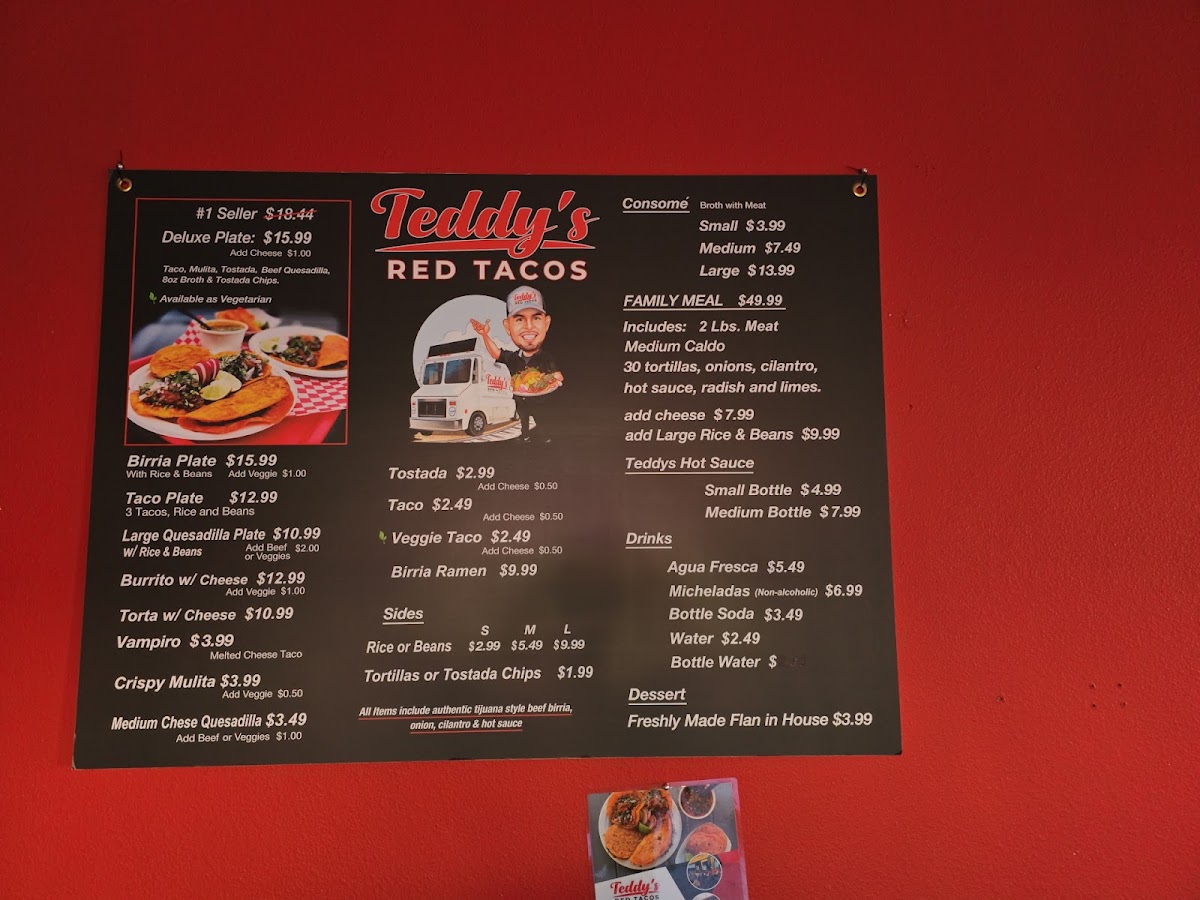 #1 Seller $18.44
Deluxe Plate: $15.99
Add Cheese $1.00
Taco, Mulita, Tostada, Beef Quesadilla,
8oz Broth & Tostada Chips.
Available as Vegetarian
Birria Plate $15.99
With Rice & Beans Add Veggie $1.00
Taco Plate $12.99
3 Tacos, Rice and Beans
Large Quesadilla Plate $10.99
w/ Rice & Beans Add Beef $2.00
or Veggies
Burrito w/ Cheese $12.99
Add Veggie $1.00
Torta w/ Cheese $10.99
Vampiro $3.99
Melted Cheese Taco
Crispy Mulita $3.99
Add Veggie $0.50
Medium Chese Quesadilla $3.49
Add Beef or Veggies $1.00
Teddy's
RED TACOS
Teddy's
RED TACOS
Teddy's
Tostada $2.99
Add Cheese $0.50
Taco $2.49
Add Cheese $0.50
Veggie Taco $2.49
Add Cheese $0.50
Birria Ramen $9.99
Sides
S M L
Rice or Beans $2.99 $5.49 $9.99
Tortillas or Tostada Chips $1.99
All Items include authentic tijuana style beef birria,
onion, cilantro & hot sauce
Consomé Broth with Meat
Small $3.99
Medium $7.49
Large $13.99
FAMILY MEAL $49.99
Includes: 2 Lbs. Meat
Medium Caldo
30 tortillas, onions, cilantro,
hot sauce, radish and limes.
add cheese $7.99
add Large Rice & Beans $9.99
Teddys Hot Sauce
Small Bottle $4.99
Medium Bottle $7.99
Drinks
Agua Fresca $5.49
Micheladas (Non-alcoholic) $6.99
Bottle Soda $3.49
Water $2.49
Bottle Water $
Dessert
Freshly Made Flan in House $3.99
Teddy's
RED TACOS